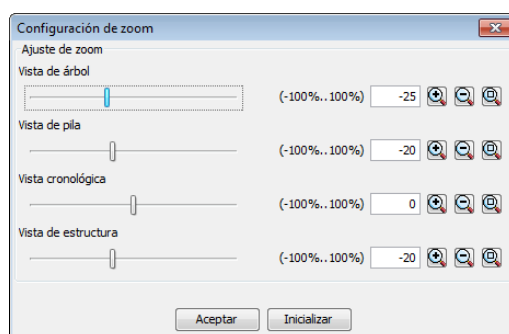 Configuración de zoom
Ajuste de zoom
Vista de árbol
(-100%..100%) -25
Vista de pila
(-100%..100%) -20
Vista cronológica
(-100%..100%) 0
Vista de estructura
(-100%..100%) -20
Aceptar Inicializar